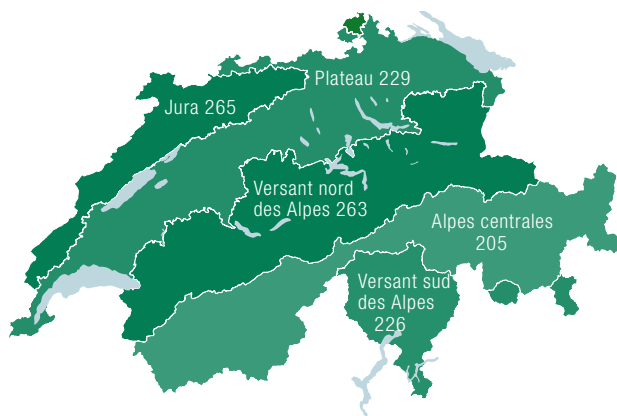 Plateau 229
Jura 265
Versant nord
des Alpes 263
Alpes centrales
205
Versant sud
des Alpes
226